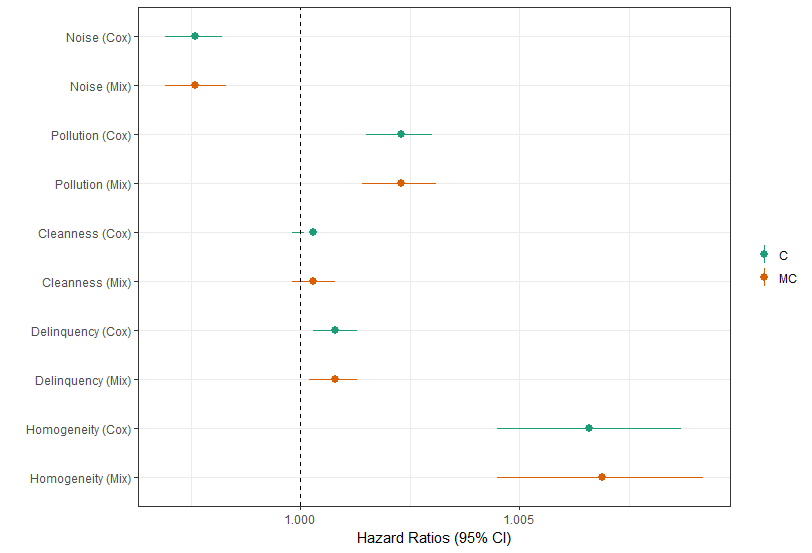 Noise (Cox)
Noise (Mix)
Pollution (Cox)
Pollution (Mix)
Cleanness (Cox)
Cleanness (Mix)
Delinquency (Cox)
Delinquency (Mix)
Homogeneity (Cox)
Homogeneity (Mix)
1.000 1.005
Hazard Ratios (95% CI)
C
MC